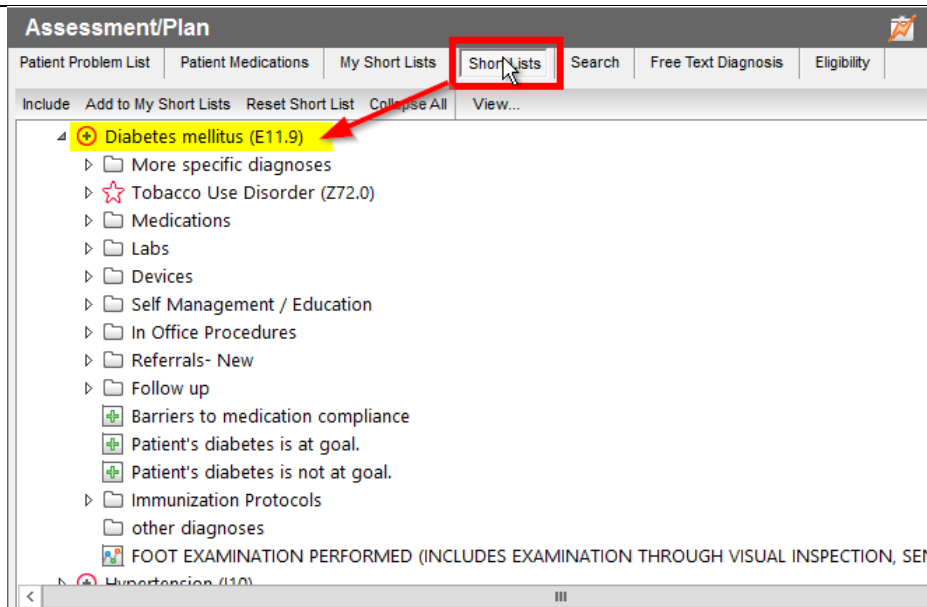 Assessment/Plan
Patient Problem List Patient Medications My Short Lists Short Lists Search Free Text Diagnosis Eligibility
Include Add to My Short Lists Reset Short List Collapse All View...
Diabetes mellitus (E11.9)
More specific diagnoses
Tobacco Use Disorder (Z72.0)
Medications
Labs
Devices
Self Management / Education
In Office Procedures
Referrals- New
Follow up
Barriers to medication compliance
Patient's diabetes is at goal.
Patient's diabetes is not at goal.
Immunization Protocols
other diagnoses
FOOT EXAMINATION PERFORMED (INCLUDES EXAMINATION THROUGH VISUAL INSPECTION, SEN
Hypertension (I10)